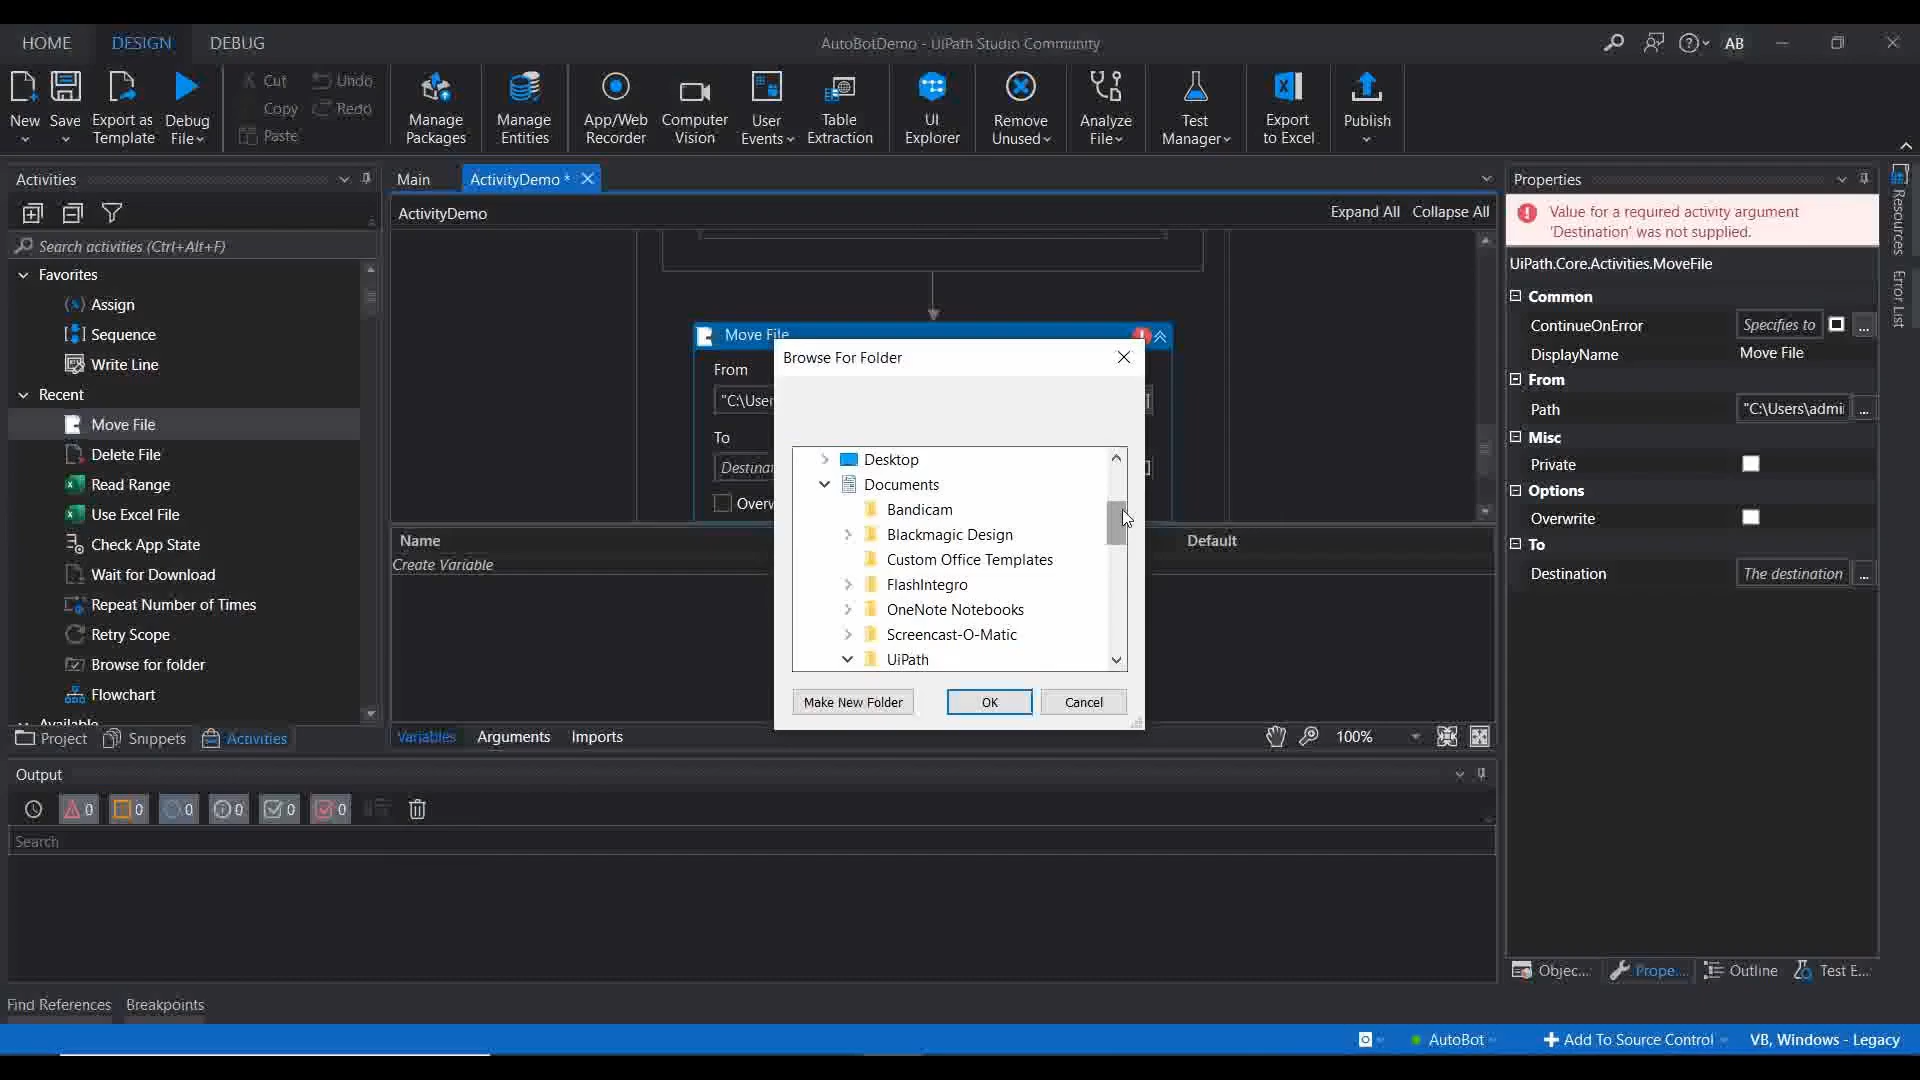 HOME DESIGN DEBUG
AutoBotDemo - UiPath Studio Community
AB
New Save Export as Template Debug File
Cut Copy Paste
Undo Redo
Manage Packages
Manage Entities
App/Web Recorder
Computer Vision
User Events
Table Extraction
UI Explorer
Remove Unused
Analyze File
Test Manager
Export to Excel
Publish
Activities
Search activities (Ctrl+Alt+F)
Favorites
Assign
Sequence
Write Line
Recent
Move File
Delete File
Read Range
Use Excel File
Check App State
Wait for Download
Repeat Number of Times
Retry Scope
Browse for folder
Flowchart
Available
Project Snippets Activities
Main ActivityDemo *
ActivityDemo
Expand All Collapse All
Move File
From
"C:\User
To
Destinat
Overw
Browse For Folder
Desktop
Documents
Bandicam
Blackmagic Design
Custom Office Templates
FlashIntegro
OneNote Notebooks
Screencast-O-Matic
UiPath
Make New Folder OK Cancel
Name Default
Create Variable
Variables Arguments Imports
100%
Properties
Value for a required activity argument
'Destination' was not supplied.
UiPath.Core.Activities.MoveFile
Common
ContinueOnError Specifies to ...
DisplayName Move File
From
Path "C:\Users\admi ...
Misc
Private
Options
Overwrite
To
Destination The destination ...
Resources
Error List
Objec... Prope... Outline Test E...
Output
0 0 0 0 0 0
Search
Find References Breakpoints
AutoBot Add To Source Control VB, Windows - Legacy